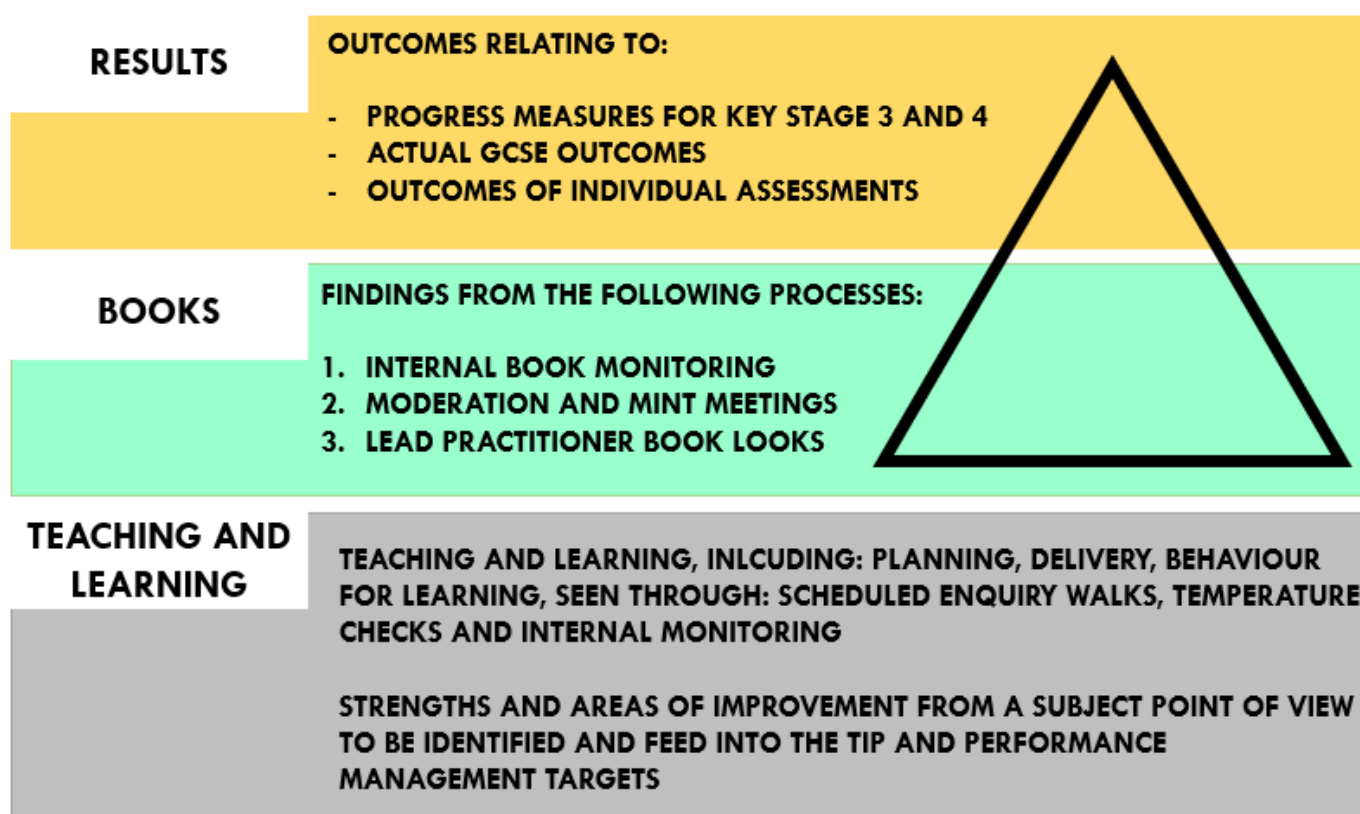 RESULTS
OUTCOMES RELATING TO:
- PROGRESS MEASURES FOR KEY STAGE 3 AND 4
- ACTUAL GCSE OUTCOMES
- OUTCOMES OF INDIVIDUAL ASSESSMENTS
BOOKS
FINDINGS FROM THE FOLLOWING PROCESSES:
1. INTERNAL BOOK MONITORING
2. MODERATION AND MINT MEETINGS
3. LEAD PRACTITIONER BOOK LOOKS
TEACHING AND
LEARNING
TEACHING AND LEARNING, INLCUDING: PLANNING, DELIVERY, BEHAVIOUR
FOR LEARNING, SEEN THROUGH: SCHEDULED ENQUIRY WALKS, TEMPERATURE
CHECKS AND INTERNAL MONITORING
STRENGTHS AND AREAS OF IMPROVEMENT FROM A SUBJECT POINT OF VIEW
TO BE IDENTIFIED AND FEED INTO THE TIP AND PERFORMANCE
MANAGEMENT TARGETS